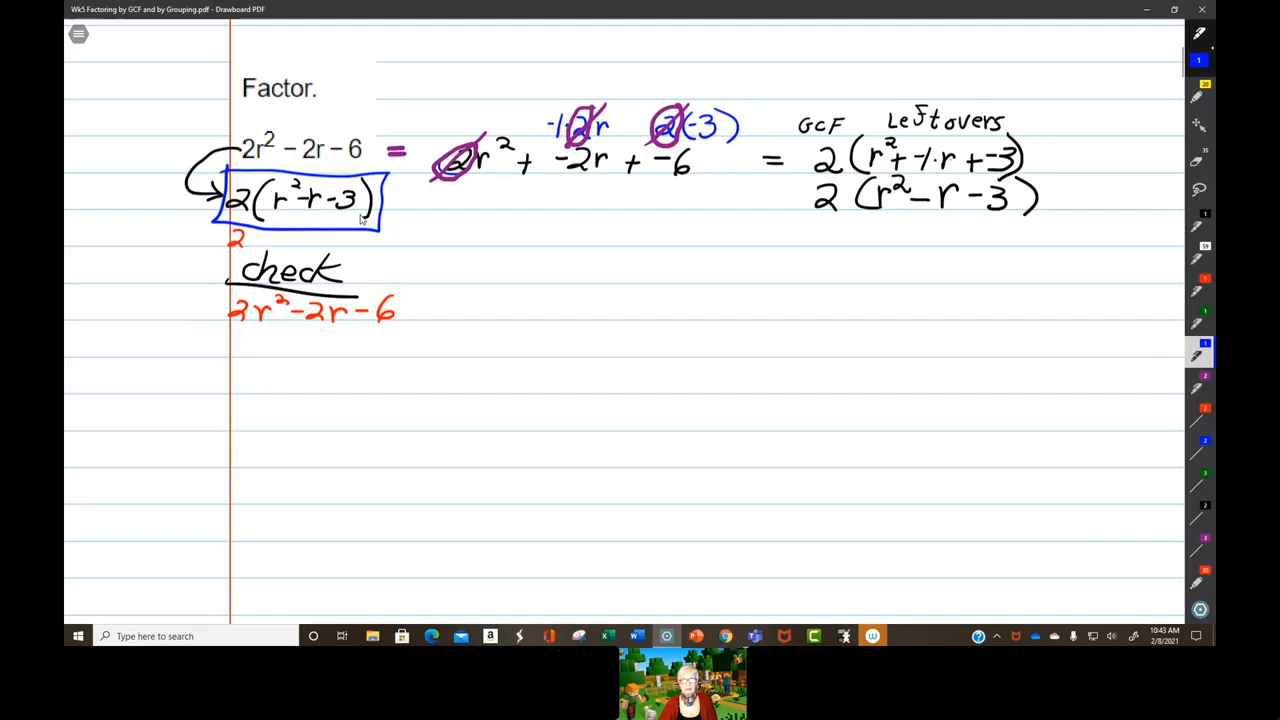 Wk5 Factoring by GCF and by Grouping.pdf - Drawboard PDF
Factor.
2r² − 2r − 6 = 2r² + -2r + -6 = 2(r² + -1·r + -3)
-1·2r 2(-3)
GCF Leftovers
2(r² - r - 3)
2(r² - r - 3)
2
check
2r² - 2r - 6
Type here to search
10:43 AM
2/8/2021